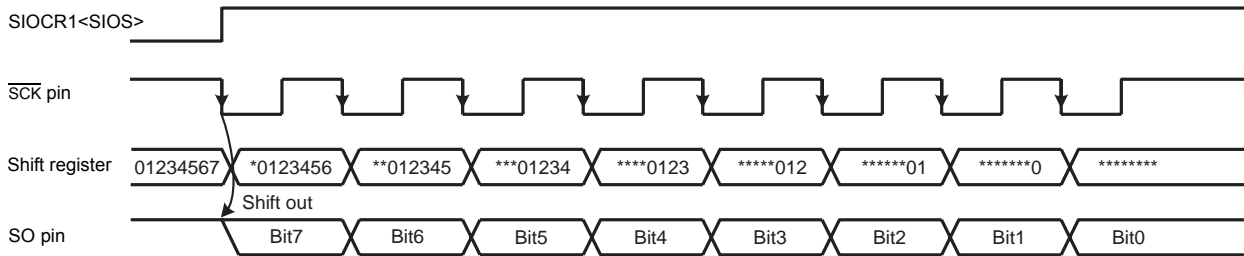 SIOCR1<SIOS>
SCK pin
Shift register 01234567 *0123456 **012345 ***01234 ****0123 *****012 ******01 *******0 ********
Shift out
SO pin Bit7 Bit6 Bit5 Bit4 Bit3 Bit2 Bit1 Bit0